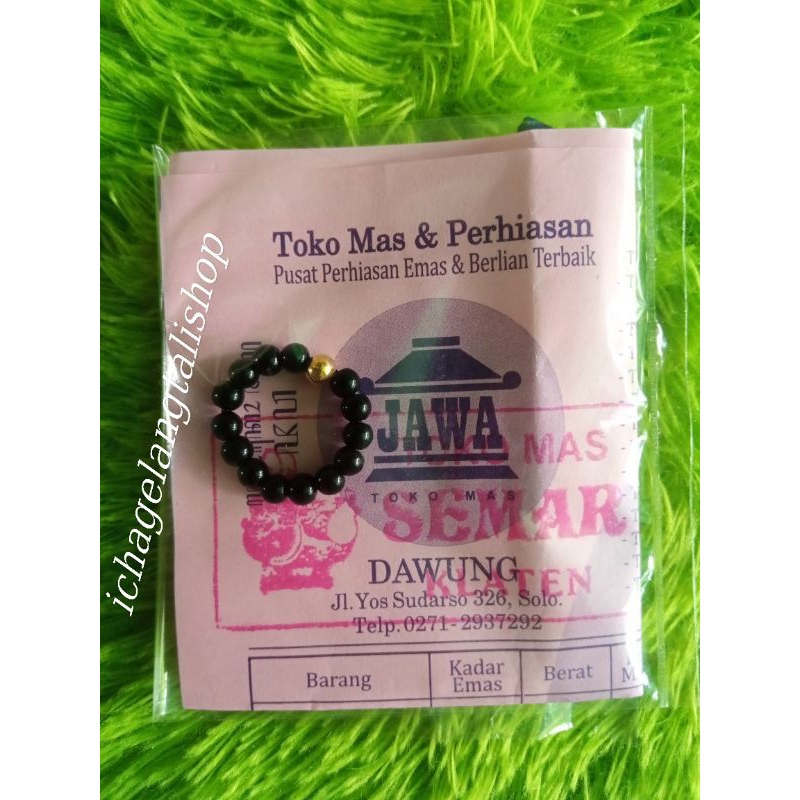 Toko Mas & Perhiasan
Pusat Perhiasan Emas & Berlian Terbaik
ichagelangtalishop
JAWA
TOKO MAS
TOKO MAS
SEMAR
KLATEN
DAWUNG
Jl. Yos Sudarso 326, Solo.
Telp. 0271-2937292
Barang
Kadar Emas
Berat